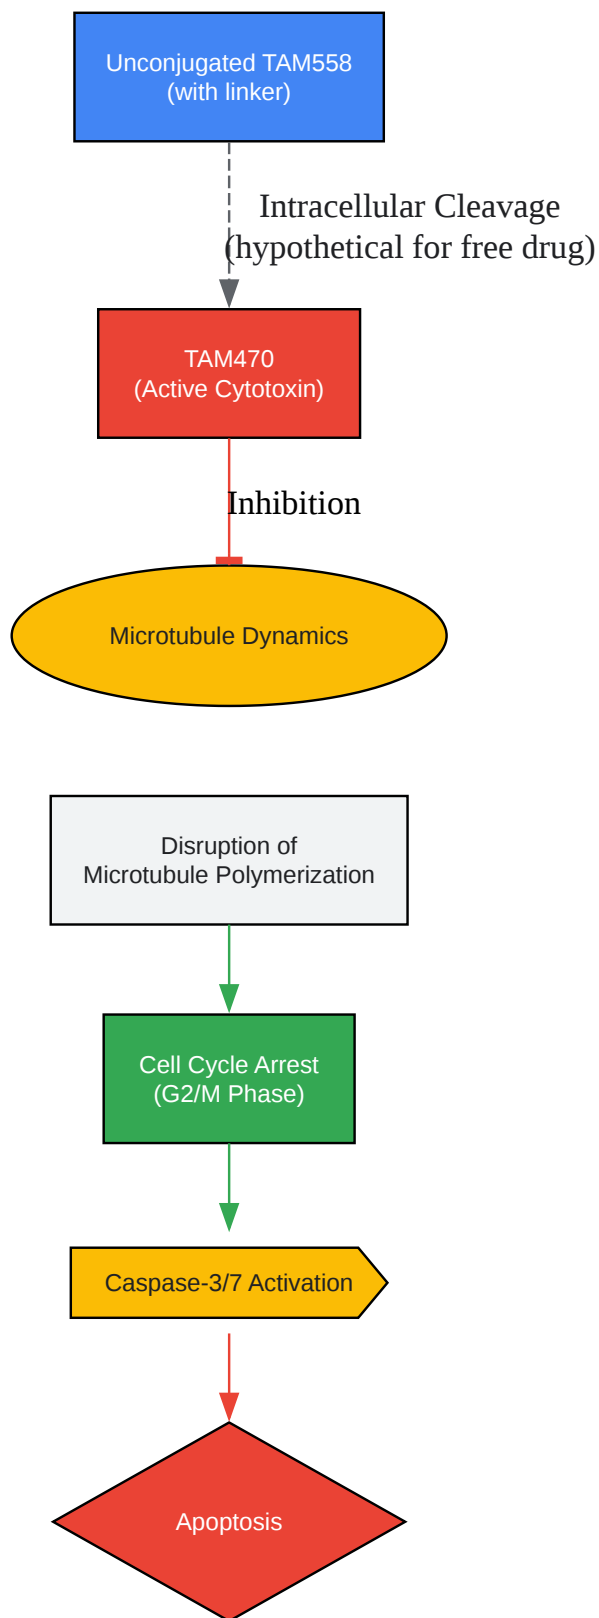 Unconjugated TAM558
(with linker)
Intracellular Cleavage
(hypothetical for free drug)
TAM470
(Active Cytotoxin)
Inhibition
Microtubule Dynamics
Disruption of
Microtubule Polymerization
Cell Cycle Arrest
(G2/M Phase)
Caspase-3/7 Activation
Apoptosis